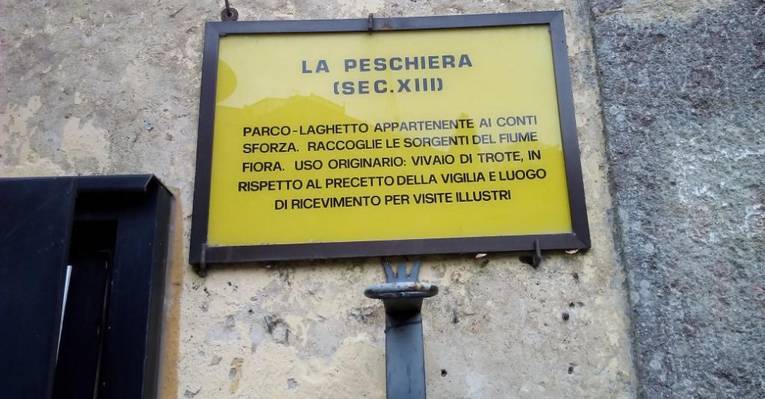 LA PESCHIERA
(SEC.XIII)
PARCO-LAGHETTO APPARTENENTE AI CONTI
SFORZA. RACCOGLIE LE SORGENTI DEL FIUME
FIORA. USO ORIGINARIO: VIVAIO DI TROTE, IN
RISPETTO AL PRECETTO DELLA VIGILIA E LUOGO
DI RICEVIMENTO PER VISITE ILLUSTRI